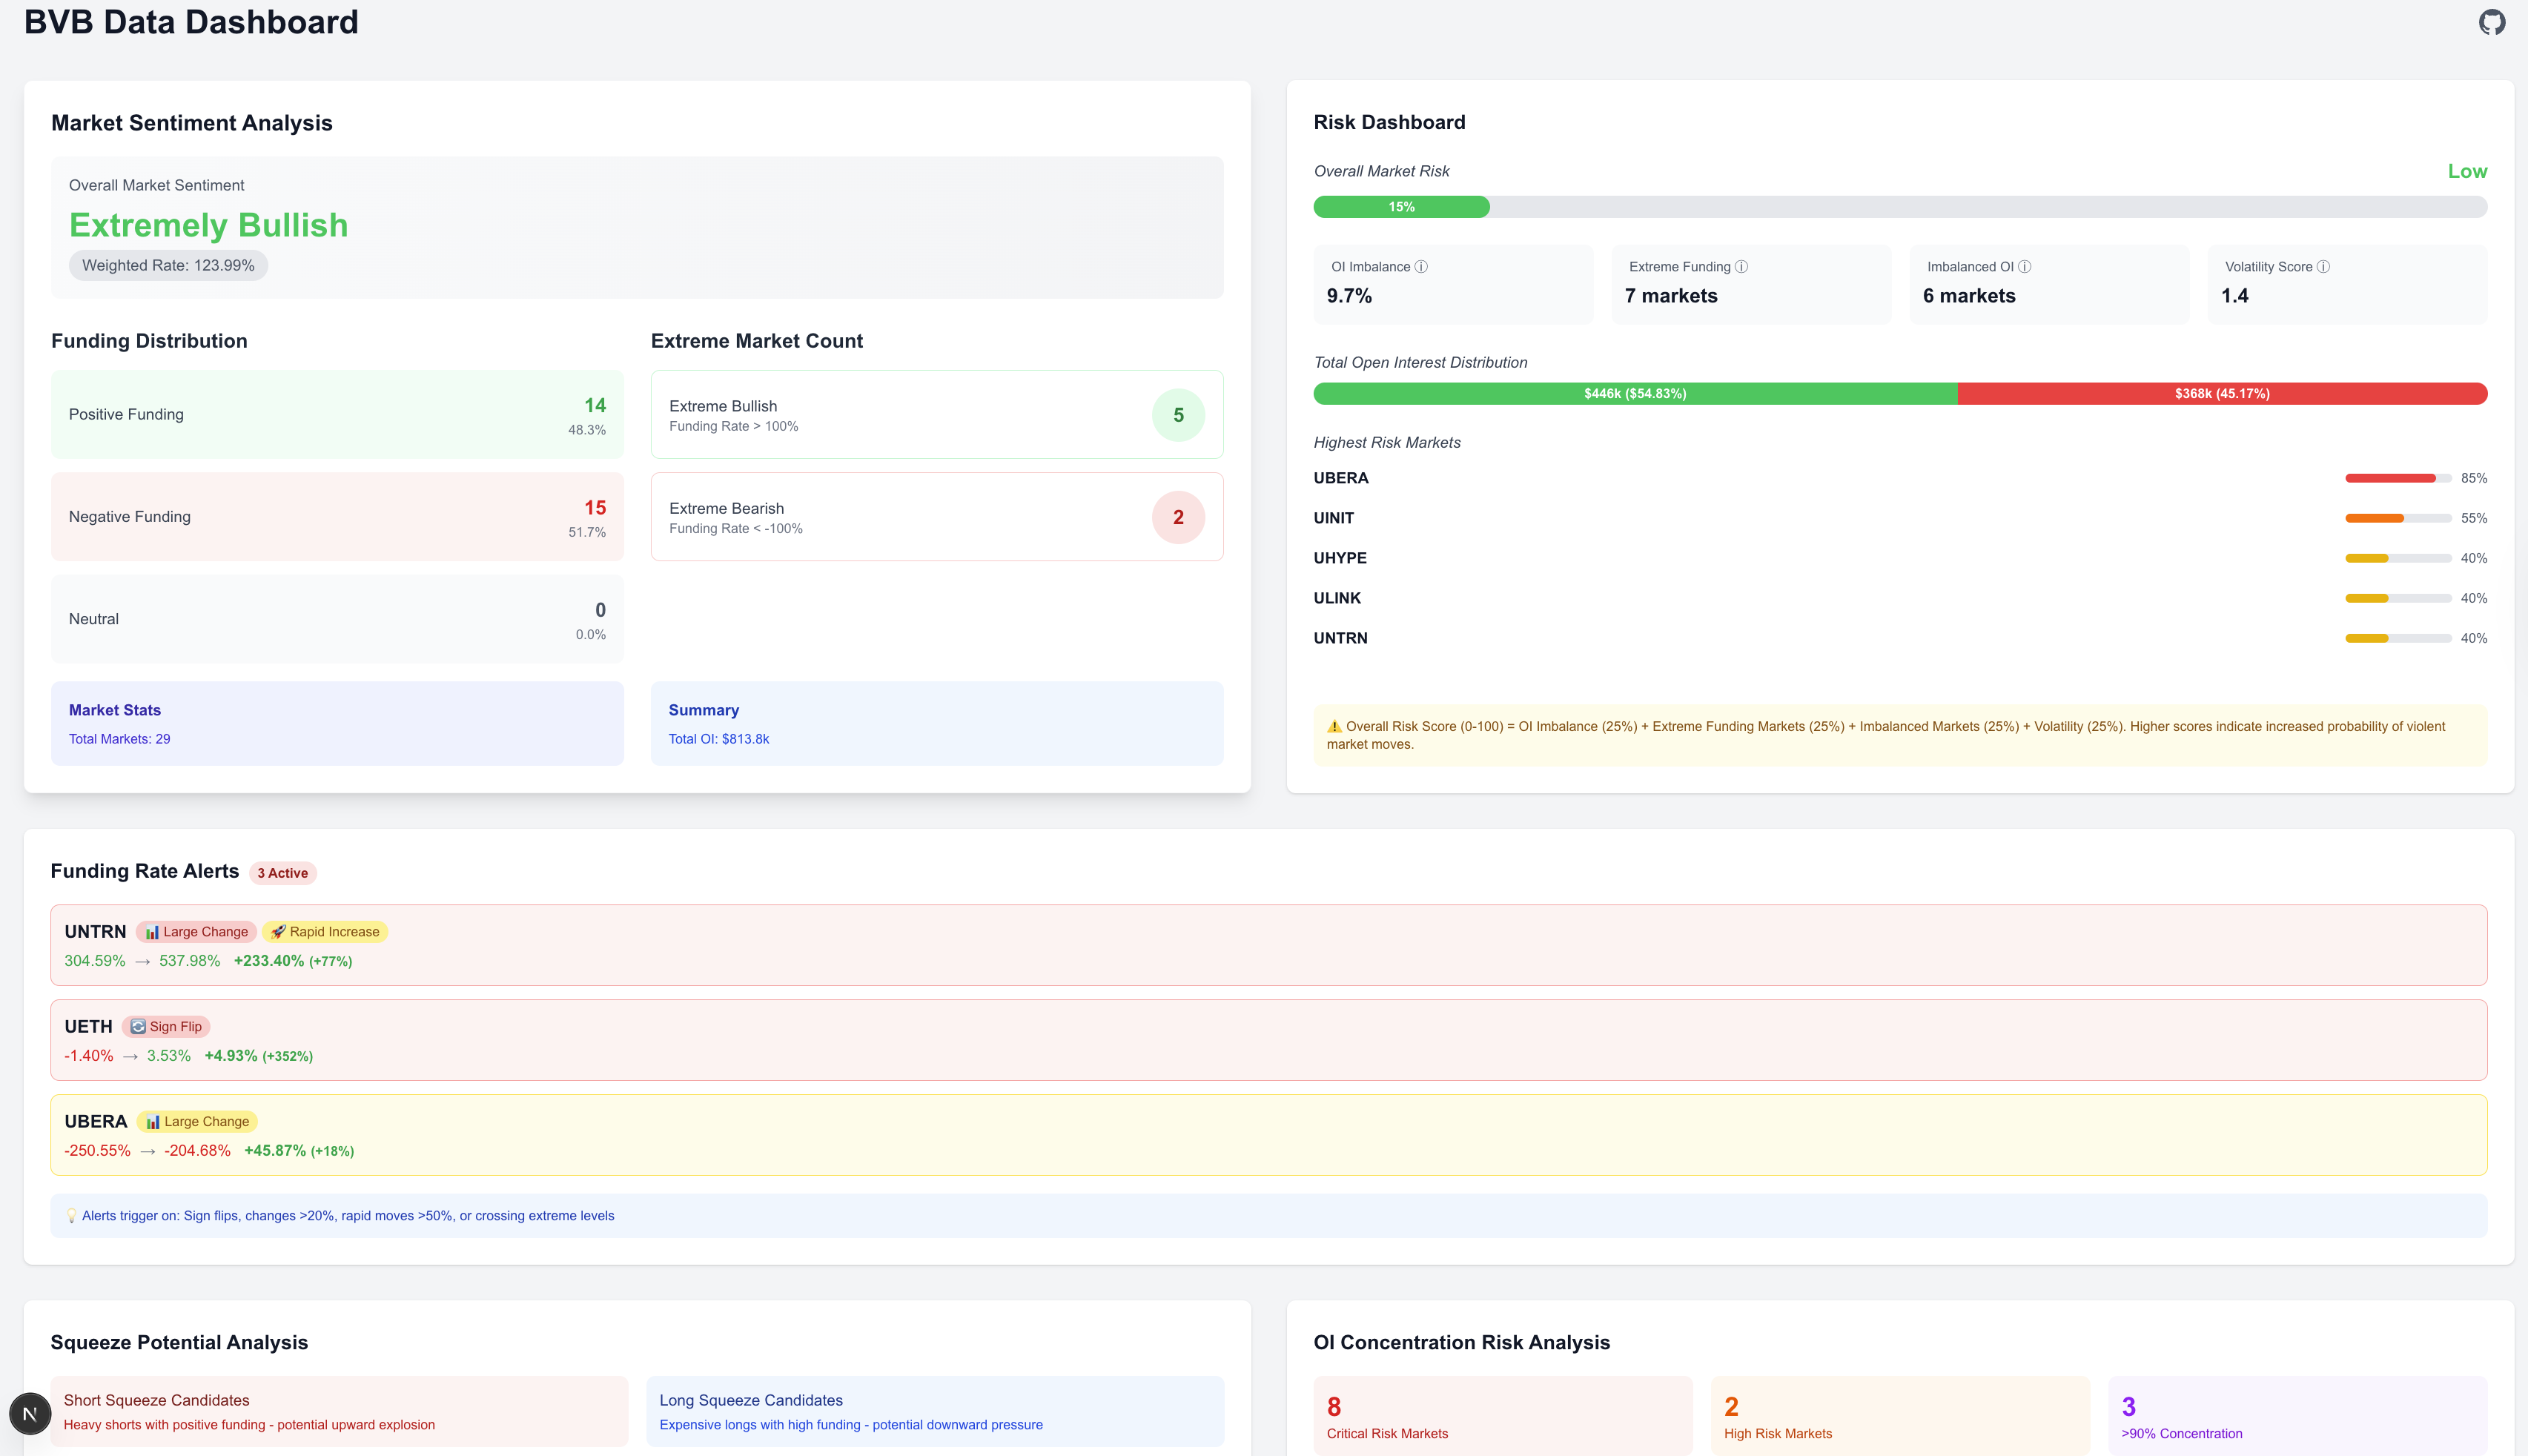 BVB Data Dashboard
Market Sentiment Analysis
Overall Market Sentiment
Extremely Bullish
Weighted Rate: 123.99%
Funding Distribution
Positive Funding
14
48.3%
Negative Funding
15
51.7%
Neutral
0
0.0%
Extreme Market Count
Extreme Bullish
Funding Rate > 100%
5
Extreme Bearish
Funding Rate < -100%
2
Market Stats
Total Markets: 29
Summary
Total OI: $813.8k
Risk Dashboard
Overall Market Risk
Low
15%
OI Imbalance ⓘ
9.7%
Extreme Funding ⓘ
7 markets
Imbalanced OI ⓘ
6 markets
Volatility Score ⓘ
1.4
Total Open Interest Distribution
$446k ($54.83%)
$368k (45.17%)
Highest Risk Markets
UBERA
85%
UINIT
55%
UHYPE
40%
ULINK
40%
UNTRN
40%
⚠️ Overall Risk Score (0-100) = OI Imbalance (25%) + Extreme Funding Markets (25%) + Imbalanced Markets (25%) + Volatility (25%). Higher scores indicate increased probability of violent
market moves.
Funding Rate Alerts 3 Active
UNTRN 📊 Large Change 🚀 Rapid Increase
304.59% → 537.98% +233.40% (+77%)
UETH 🔄 Sign Flip
-1.40% → 3.53% +4.93% (+352%)
UBERA 📊 Large Change
-250.55% → -204.68% +45.87% (+18%)
💡 Alerts trigger on: Sign flips, changes >20%, rapid moves >50%, or crossing extreme levels
Squeeze Potential Analysis
Short Squeeze Candidates
Heavy shorts with positive funding - potential upward explosion
Long Squeeze Candidates
Expensive longs with high funding - potential downward pressure
N
OI Concentration Risk Analysis
8
Critical Risk Markets
2
High Risk Markets
3
>90% Concentration